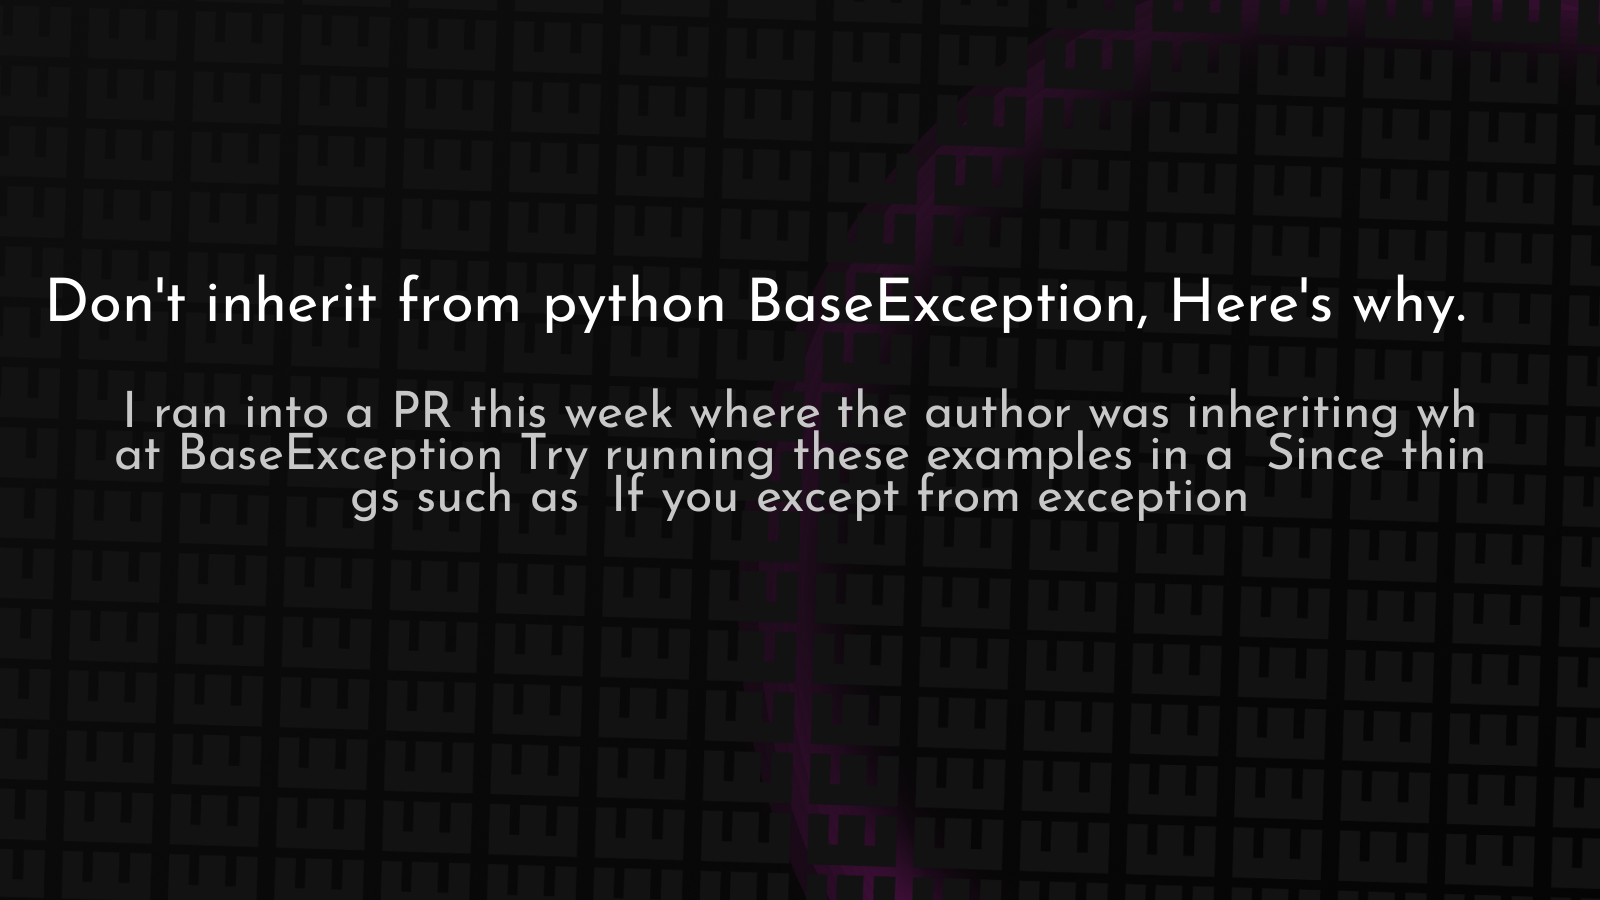 Don't inherit from python BaseException, Here's why.
I ran into a PR this week where the author was inheriting wh
at BaseException Try running these examples in a  Since thin
gs such as  If you except from exception